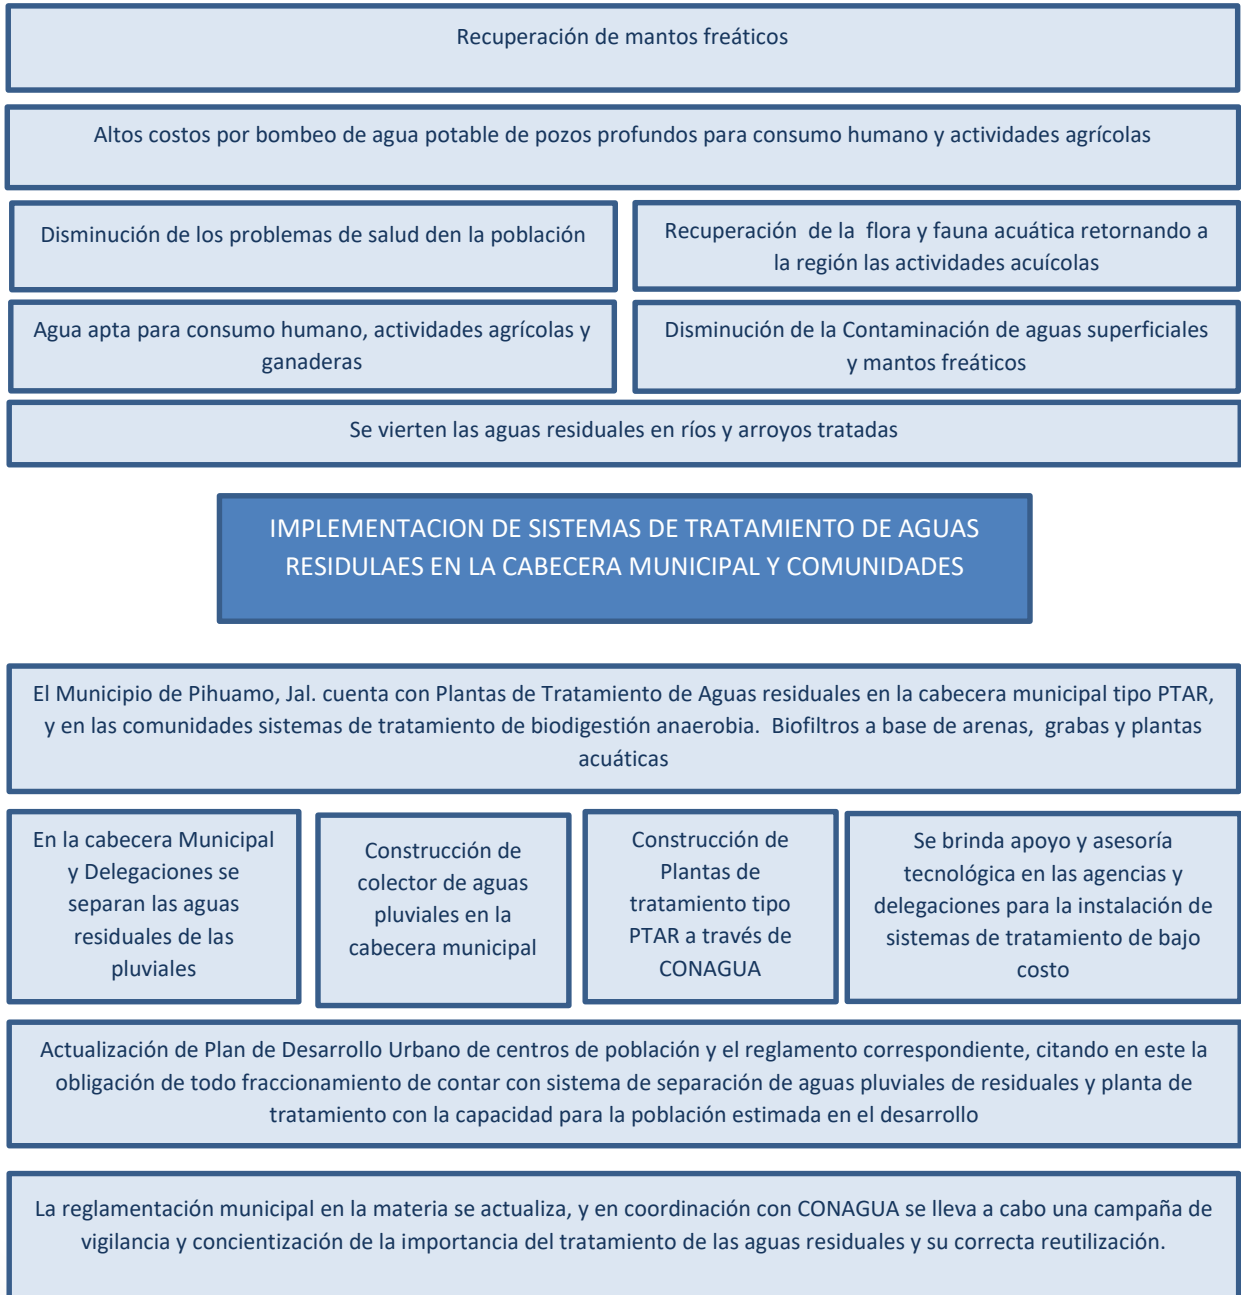 Recuperación de mantos freáticos
Altos costos por bombeo de agua potable de pozos profundos para consumo humano y actividades agrícolas
Disminución de los problemas de salud den la población
Recuperación de la flora y fauna acuática retornando a
la región las actividades acuícolas
Agua apta para consumo humano, actividades agrícolas y
ganaderas
Disminución de la Contaminación de aguas superficiales
y mantos freáticos
Se vierten las aguas residuales en ríos y arroyos tratadas
IMPLEMENTACION DE SISTEMAS DE TRATAMIENTO DE AGUAS
RESIDULAES EN LA CABECERA MUNICIPAL Y COMUNIDADES
El Municipio de Pihuamo, Jal. cuenta con Plantas de Tratamiento de Aguas residuales en la cabecera municipal tipo PTAR,
y en las comunidades sistemas de tratamiento de biodigestión anaerobia. Biofiltros a base de arenas, grabas y plantas
acuáticas
En la cabecera Municipal
y Delegaciones se
separan las aguas
residuales de las
pluviales
Construcción de
colector de aguas
pluviales en la
cabecera municipal
Construcción de
Plantas de
tratamiento tipo
PTAR a través de
CONAGUA
Se brinda apoyo y asesoría
tecnológica en las agencias y
delegaciones para la instalación de
sistemas de tratamiento de bajo
costo
Actualización de Plan de Desarrollo Urbano de centros de población y el reglamento correspondiente, citando en este la
obligación de todo fraccionamiento de contar con sistema de separación de aguas pluviales de residuales y planta de
tratamiento con la capacidad para la población estimada en el desarrollo
La reglamentación municipal en la materia se actualiza, y en coordinación con CONAGUA se lleva a cabo una campaña de
vigilancia y concientización de la importancia del tratamiento de las aguas residuales y su correcta reutilización.